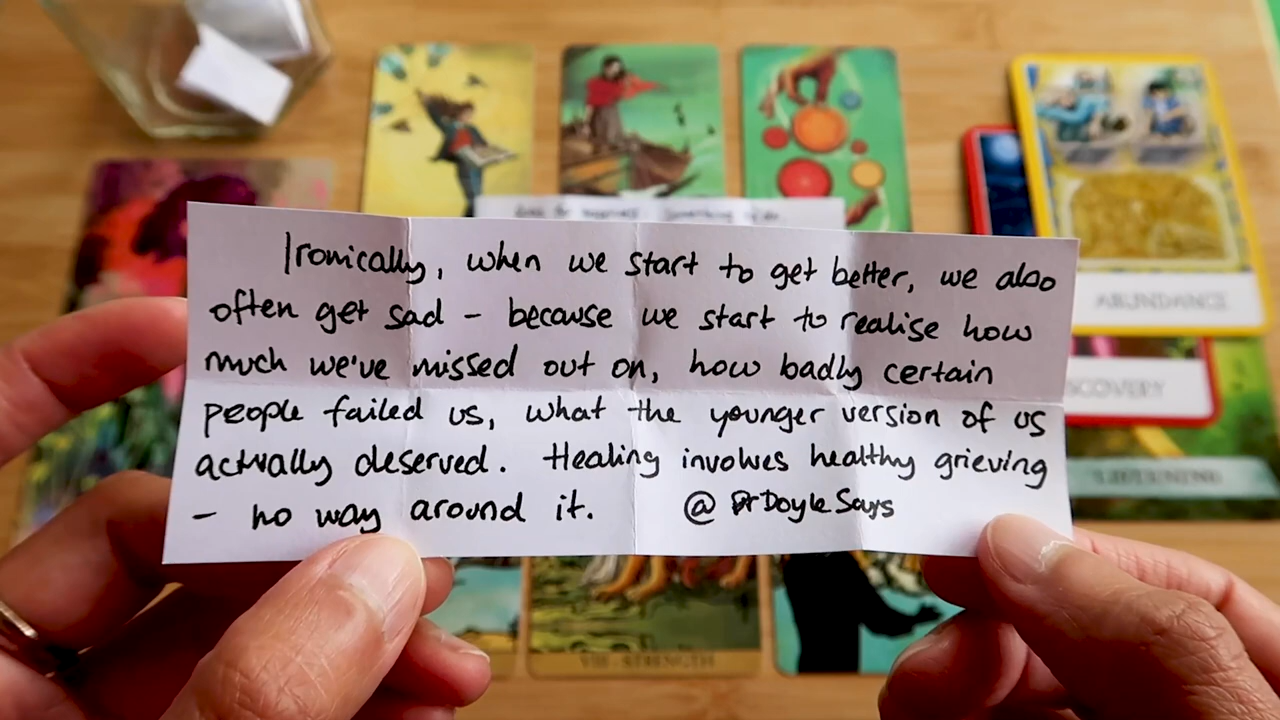 Ironically, when we start to get better, we also
often get sad - because we start to realise how
much we've missed out on, how badly certain
people failed us, what the younger version of us
actually deserved. Healing involves healthy grieving
- no way around it. @DrDoyleSays
ABUNDANCE
SCOVERY
LISTENING
VIII - STRENGTH